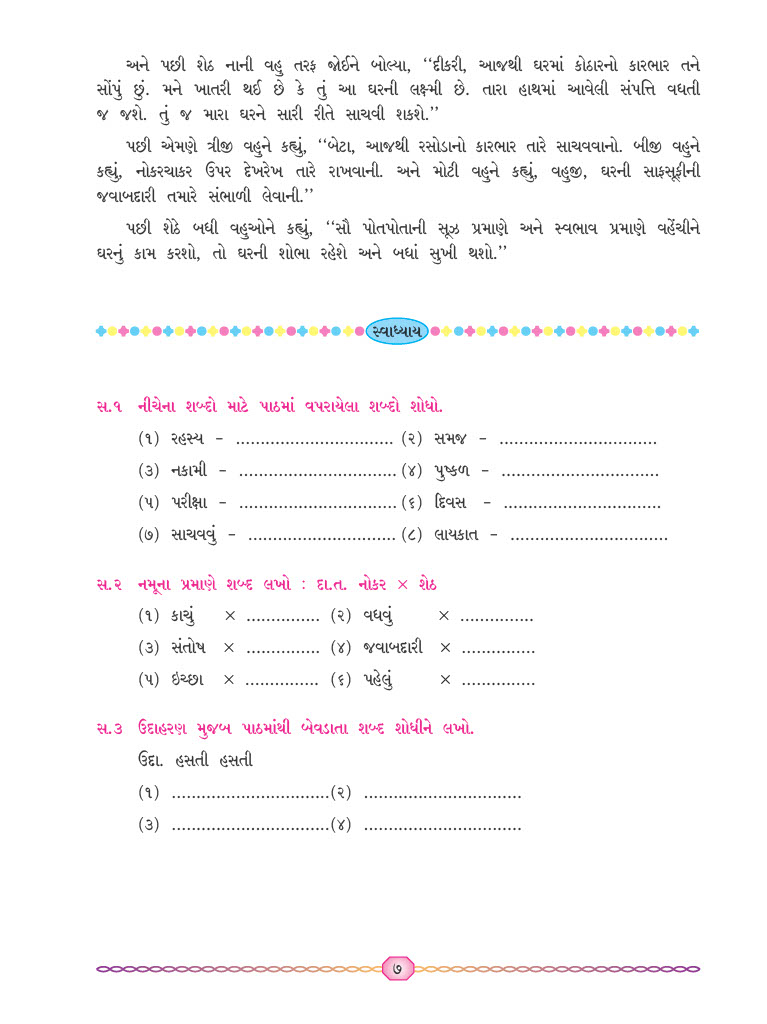 અને પછી શેઠ નાની વહુ તરફ જોઈને બોલ્યા, ‘‘દીકરી, આજથી ઘરમાં કોઠારનો કારભાર તને
સોંપું છું. મને ખાતરી થઈ છે કે તું આ ઘરની લક્ષ્મી છે. તારા હાથમાં આવેલી સંપત્તિ વધતી
જ જશે. તું જ મારા ઘરને સારી રીતે સાચવી શકશે.’’
પછી એમણે ત્રીજી વહુને કહ્યું, ‘‘બેટા, આજથી રસોડાનો કારભાર તારે સાચવવાનો. બીજી વહુને
કહ્યું, નોકરચાકર ઉપર દેખરેખ તારે રાખવાની. અને મોટી વહુને કહ્યું, વહુજી, ઘરની સાફસૂફીની
જવાબદારી તમારે સંભાળી લેવાની.’’
પછી શેઠે બધી વહુઓને કહ્યું, ‘‘સૌ પોતપોતાની સૂઝ પ્રમાણે અને સ્વભાવ પ્રમાણે વહેંચીને
ઘરનું કામ કરશો, તો ઘરની શોભા રહેશે અને બધાં સુખી થશો.’’
સ્વાધ્યાય
સ.૧ નીચેના શબ્દો માટે પાઠમાં વપરાયેલા શબ્દો શોધો.
(૧) રહસ્ય – ................................ (૨) સમજ – ................................
(૩) નકામી – ................................ (૪) પુષ્કળ – ................................
(૫) પરીક્ષા – ................................ (૬) દિવસ – ................................
(૭) સાચવવું – .............................. (૮) લાયકાત – ................................
સ.૨ નમૂના પ્રમાણે શબ્દ લખો : દા.ત. નોકર × શેઠ
(૧) કાચું × ............... (૨) વધવું × ...............
(૩) સંતોષ × ............... (૪) જવાબદારી × ...............
(૫) ઇચ્છા × ............... (૬) પહેલું × ...............
સ.૩ ઉદાહરણ મુજબ પાઠમાંથી બેવડાતા શબ્દ શોધીને લખો.
ઉદા. હસતી હસતી
(૧) ................................(૨) ................................
(૩) ................................(૪) ................................
૭